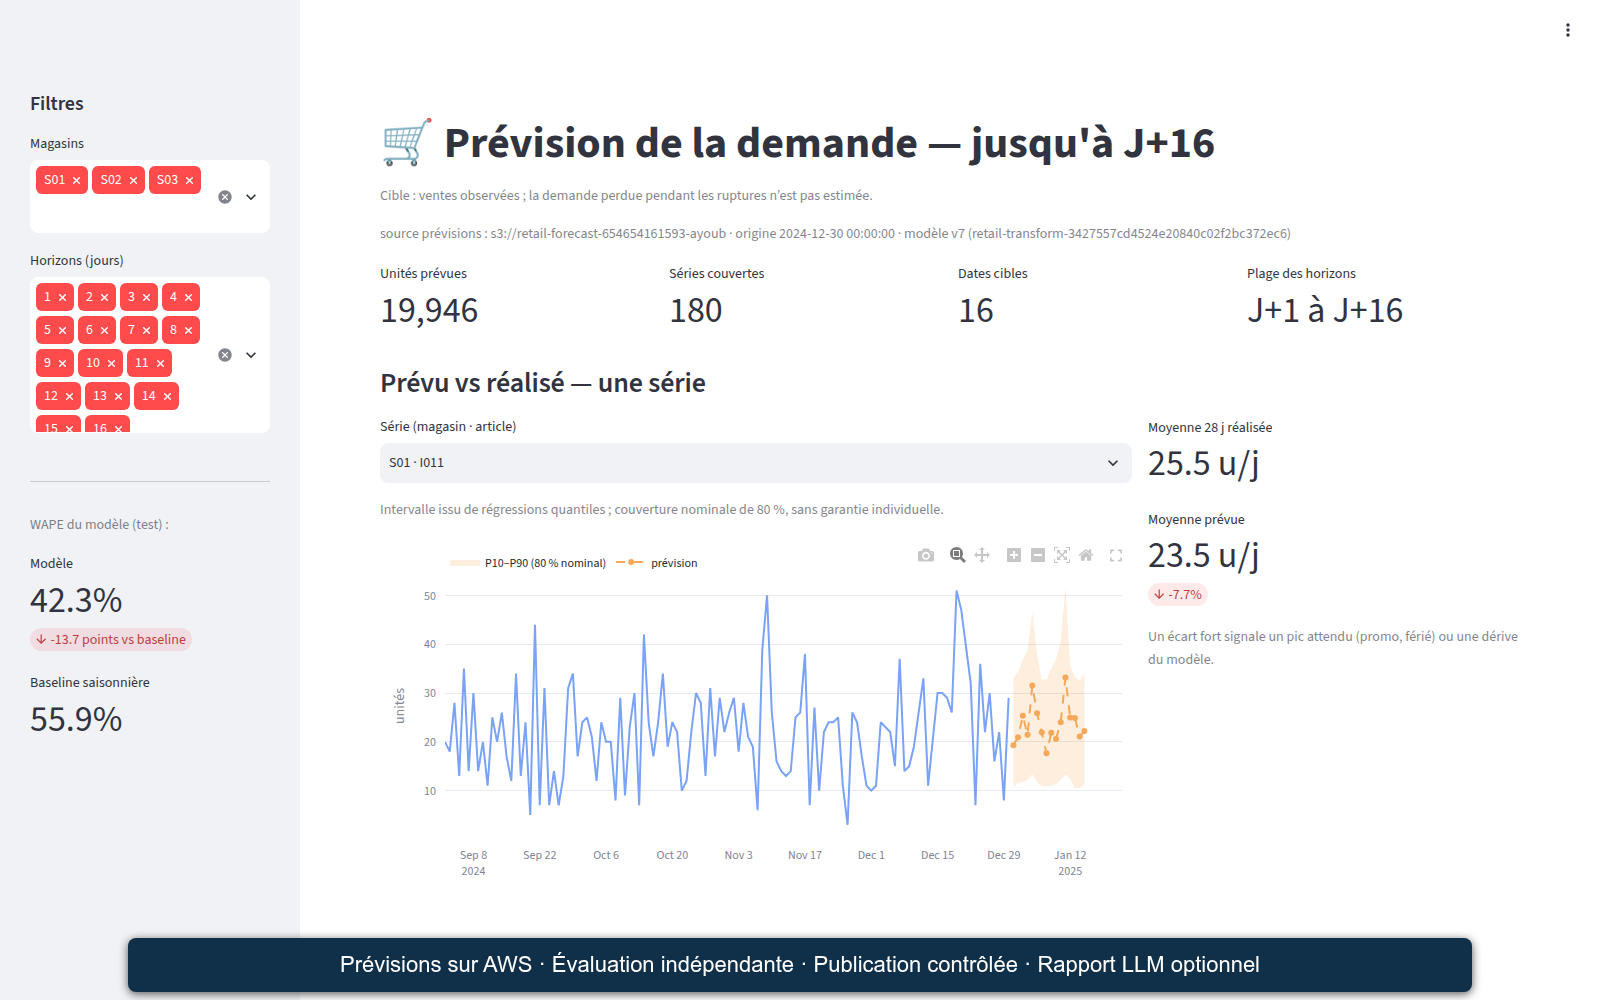 Filtres
Magasins
S01 × S02 × S03 ×
Horizons (jours)
1 × 2 × 3 × 4 ×
5 × 6 × 7 × 8 ×
9 × 10 × 11 ×
12 × 13 × 14 ×
15 × 16 ×
WAPE du modèle (test) :
Modèle
42.3%
↓ -13.7 points vs baseline
Baseline saisonnière
55.9%
Prévision de la demande — jusqu'à J+16
Cible : ventes observées ; la demande perdue pendant les ruptures n'est pas estimée.
source prévisions : s3://retail-forecast-654654161593-ayoub · origine 2024-12-30 00:00:00 · modèle v7 (retail-transform-3427557cd4524e20840c02f2bc372ec6)
Unités prévues
19,946
Séries couvertes
180
Dates cibles
16
Plage des horizons
J+1 à J+16
Prévu vs réalisé — une série
Série (magasin · article)
S01 · I011
Intervalle issu de régressions quantiles ; couverture nominale de 80 %, sans garantie individuelle.
P10–P90 (80 % nominal) prévision
unités
50
40
30
20
10
Sep 8 Sep 22 Oct 6 Oct 20 Nov 3 Nov 17 Dec 1 Dec 15 Dec 29 Jan 12
2024 2025
Moyenne 28 j réalisée
25.5 u/j
Moyenne prévue
23.5 u/j
↓ -7.7%
Un écart fort signale un pic attendu (promo, férié) ou une dérive
du modèle.
Prévisions sur AWS · Évaluation indépendante · Publication contrôlée · Rapport LLM optionnel